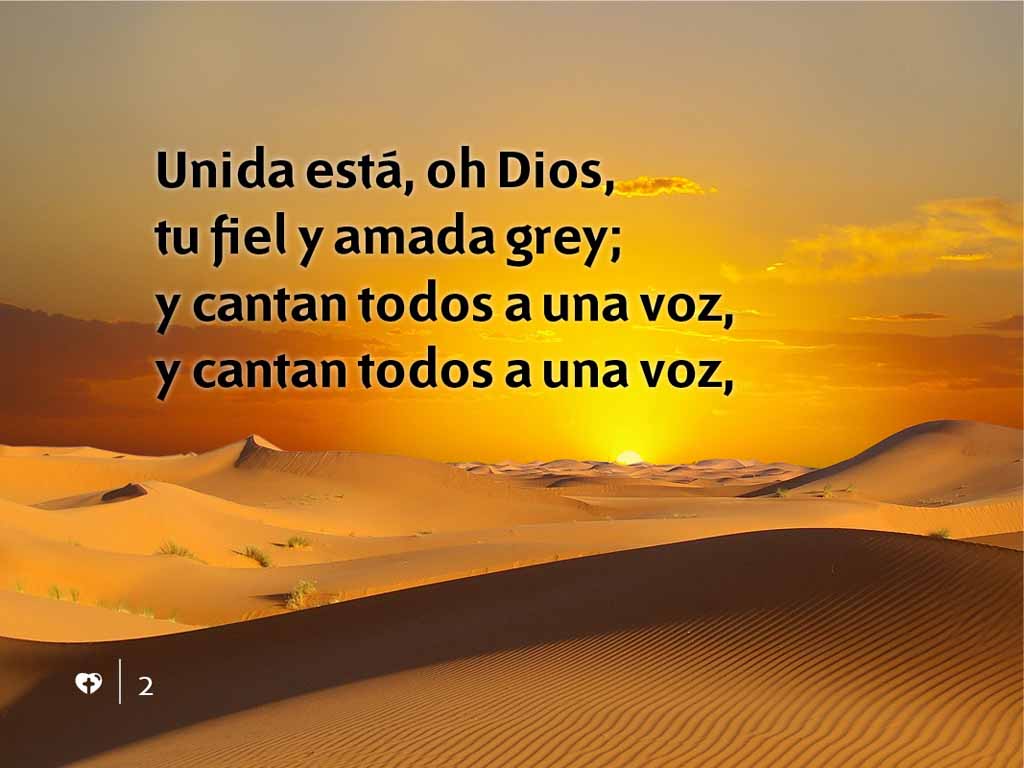 Unida está, oh Dios,
tu fiel y amada grey;
y cantan todos a una voz,
y cantan todos a una voz,
2